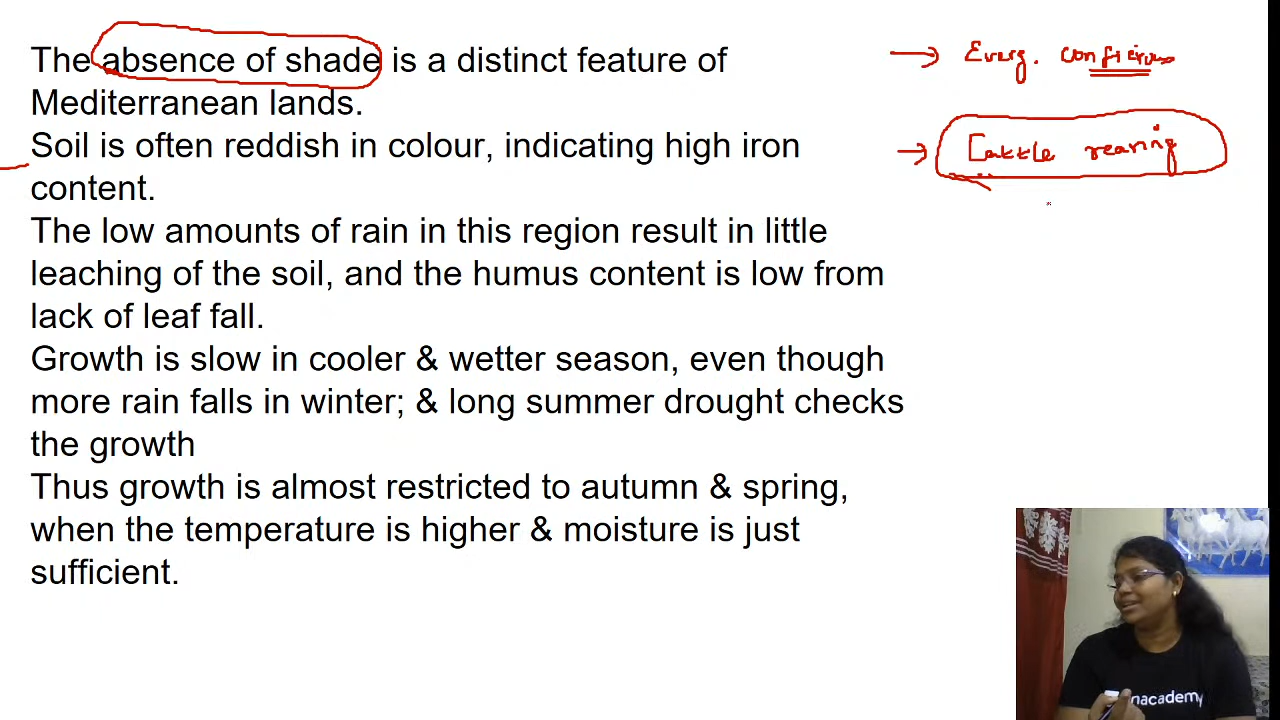 The absence of shade is a distinct feature of
Mediterranean lands.
Soil is often reddish in colour, indicating high iron
content.
The low amounts of rain in this region result in little
leaching of the soil, and the humus content is low from
lack of leaf fall.
Growth is slow in cooler & wetter season, even though
more rain falls in winter; & long summer drought checks
the growth
Thus growth is almost restricted to autumn & spring,
when the temperature is higher & moisture is just
sufficient.
→ Everg.
→ Cattle rearing
nacademy